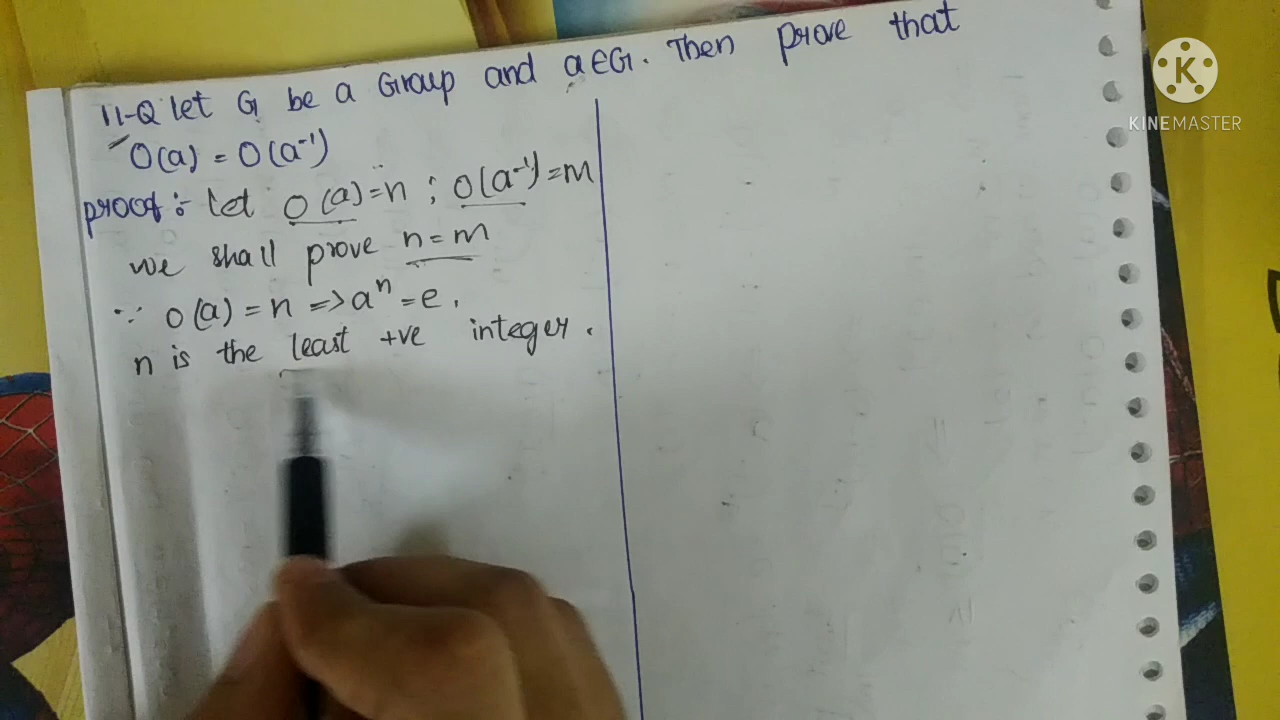 11-Q let G be a Group and a∈G. Then prove that
O(a) = O(a⁻¹)
proof:- let O(a)=n ; O(a⁻¹)=m
we shall prove n=m
∵ O(a) = n => aⁿ = e.
n is the least +ve integer.
K
KINEMASTER